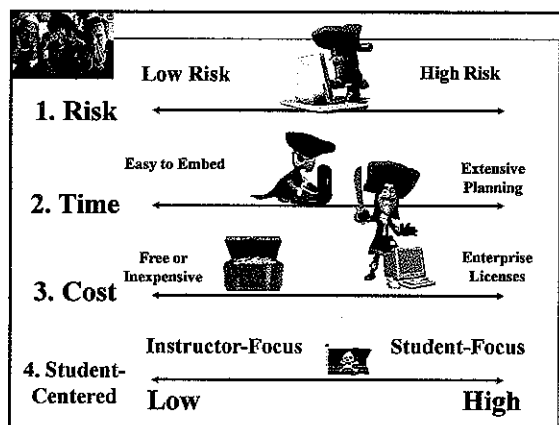 Low Risk High Risk
1. Risk
Easy to Embed Extensive
Planning
2. Time
Free or
Inexpensive Enterprise
Licenses
3. Cost
Instructor-Focus Student-Focus
4. Student-
Centered
Low High